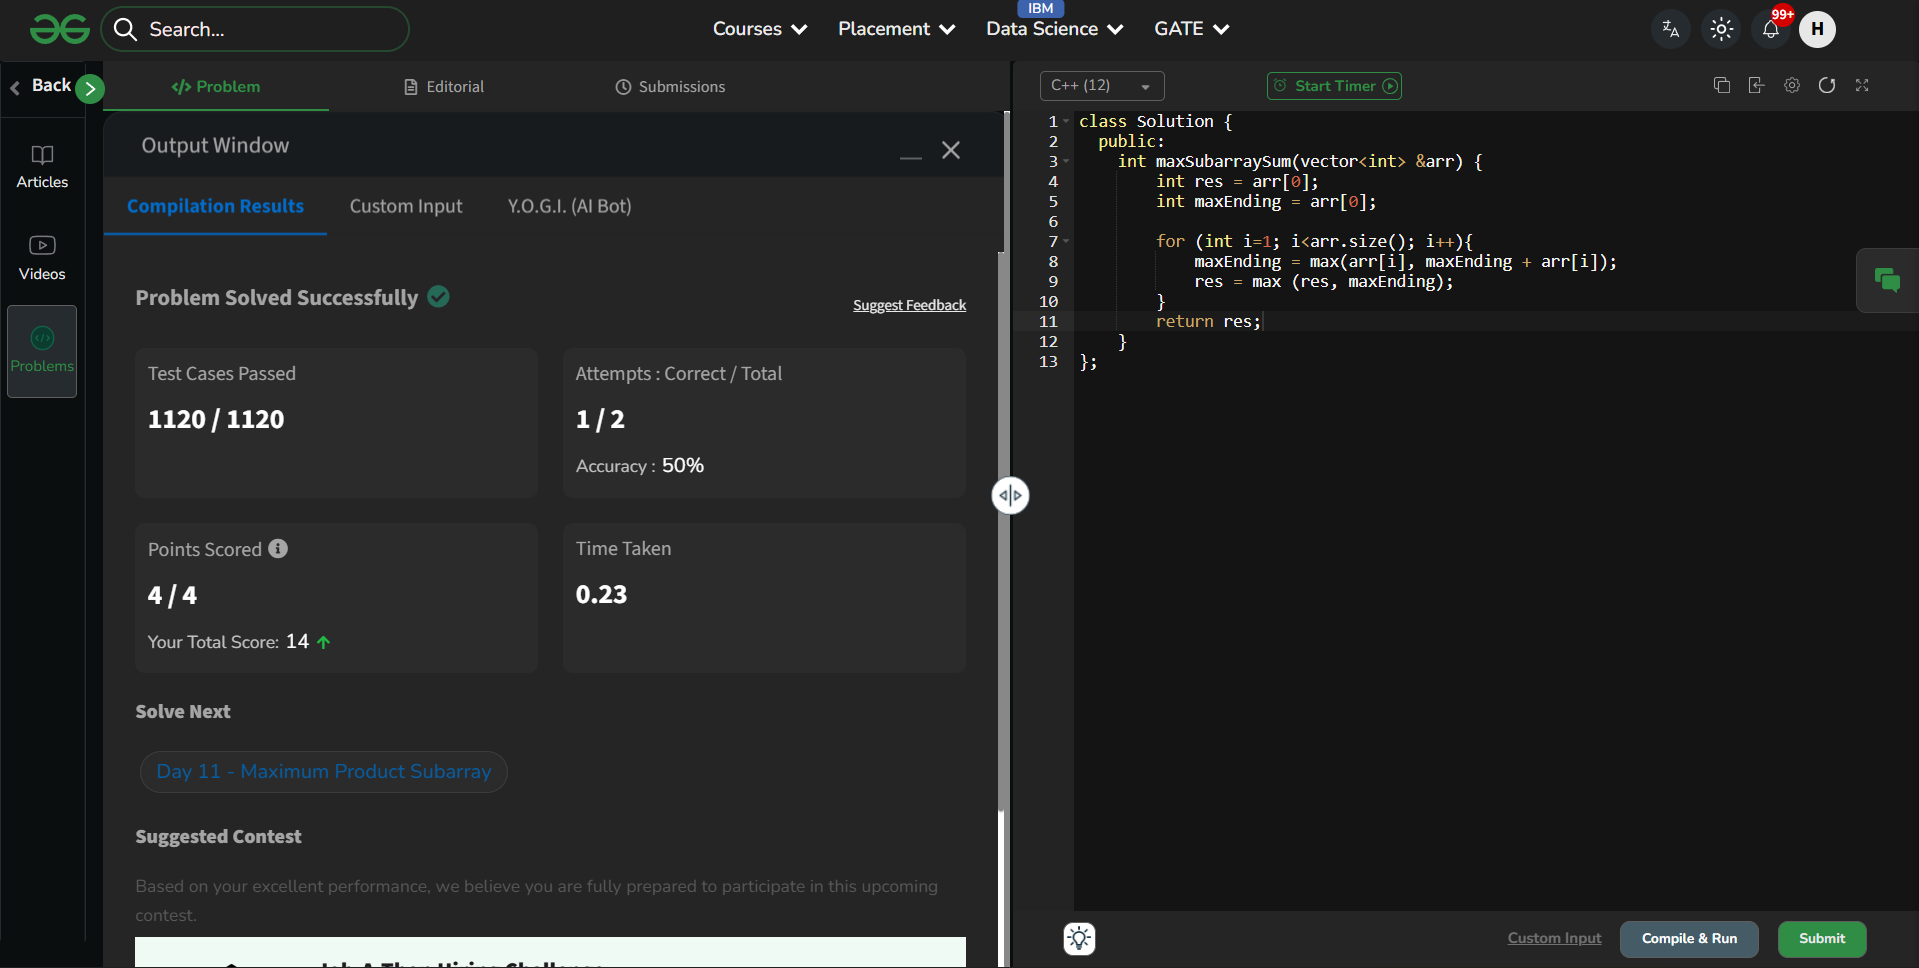 Search...
Courses
Placement
IBM
Data Science
GATE
99+
H
Back
Articles
Videos
Problems
Problem
Editorial
Submissions
Output Window
Compilation Results
Custom Input
Y.O.G.I. (AI Bot)
Problem Solved Successfully
Suggest Feedback
Test Cases Passed
1120 / 1120
Attempts : Correct / Total
1 / 2
Accuracy : 50%
Points Scored
4 / 4
Your Total Score: 14
Time Taken
0.23
Solve Next
Day 11 - Maximum Product Subarray
Suggested Contest
Based on your excellent performance, we believe you are fully prepared to participate in this upcoming
contest.
C++ (12)
Start Timer
1 class Solution {
2   public:
3     int maxSubarraySum(vector<int> &arr) {
4         int res = arr[0];
5         int maxEnding = arr[0];
6
7         for (int i=1; i<arr.size(); i++){
8             maxEnding = max(arr[i], maxEnding + arr[i]);
9             res = max (res, maxEnding);
10         }
11         return res;
12     }
13 };
Custom Input
Compile & Run
Submit